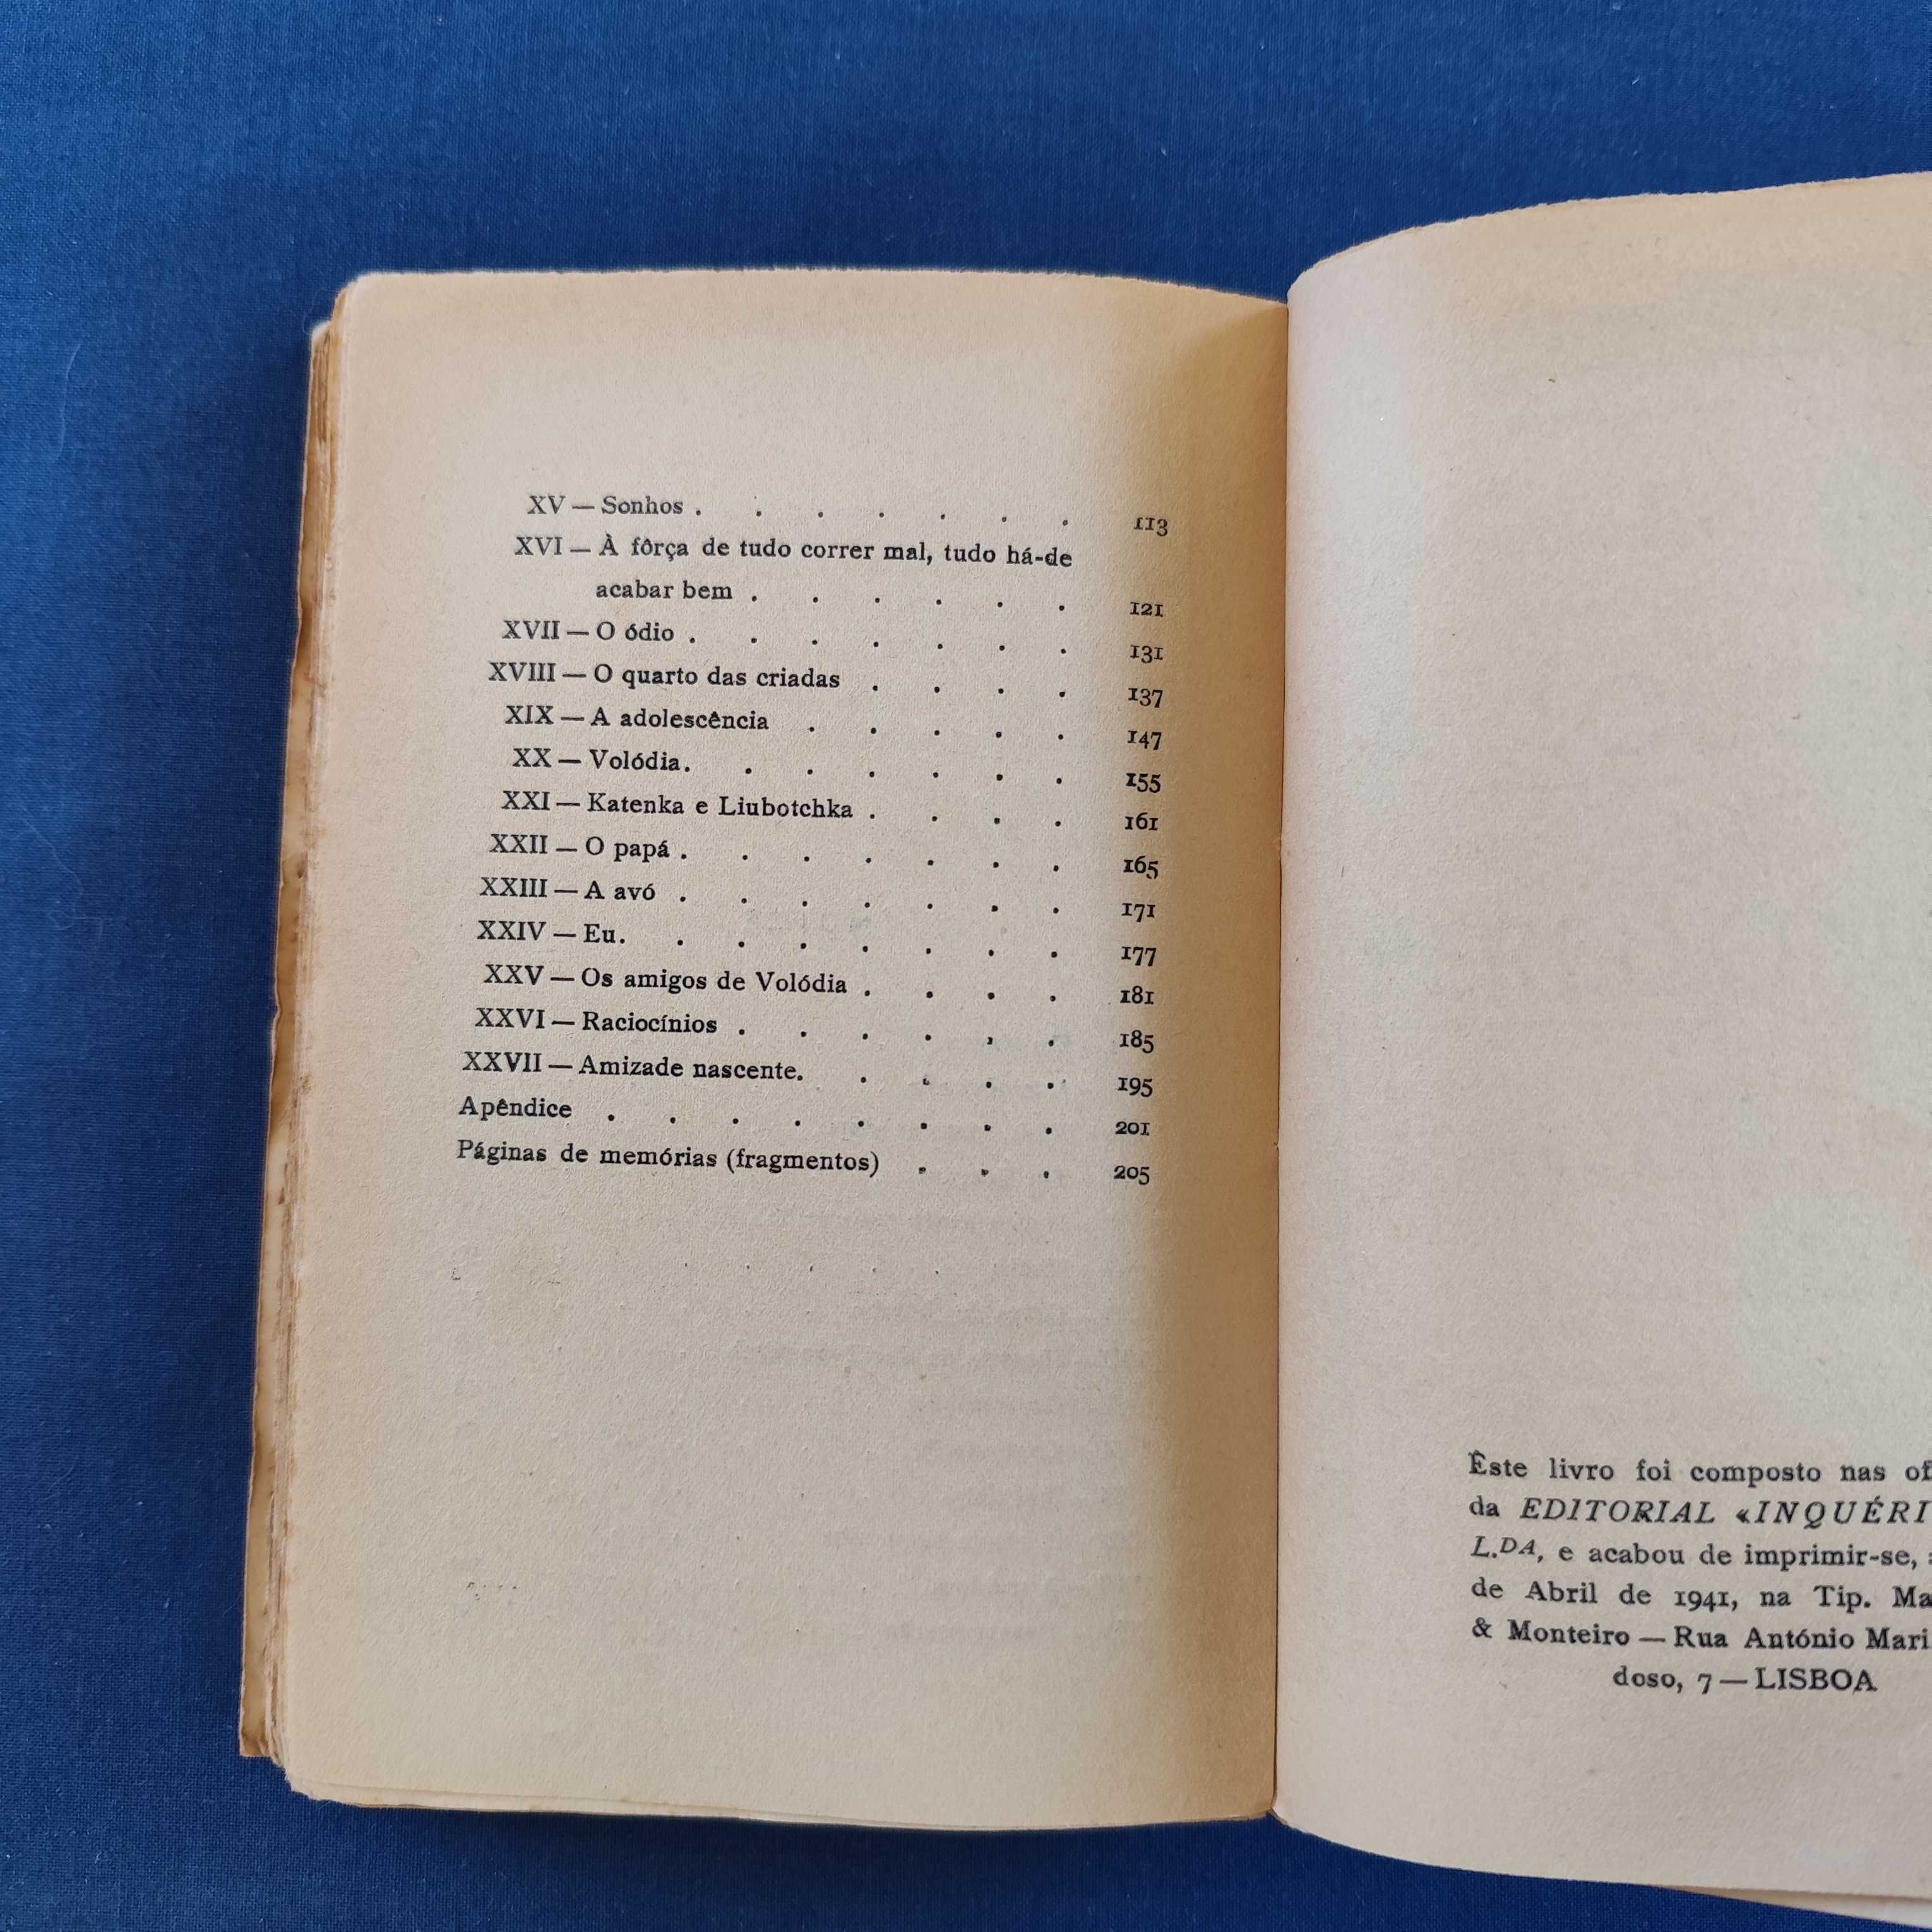 XV — Sonhos . . . . . . . 113
XVI — À fôrça de tudo correr mal, tudo há-de
acabar bem . . . . . . 121
XVII — O ódio . . . . . . . 131
XVIII — O quarto das criadas . . . . 137
XIX — A adolescência . . . . . 147
XX — Volódia. . . . . . . 155
XXI — Katenka e Liubotchka . . . . 161
XXII — O papá . . . . . . . 165
XXIII — A avó . . . . . . . 171
XXIV — Eu. . . . . . . . 177
XXV — Os amigos de Volódia . . . . 181
XXVI — Raciocínios . . . . . . 185
XXVII — Amizade nascente. . . . . 195
Apêndice . . . . . . . . 201
Páginas de memórias (fragmentos) . . . 205
Êste livro foi composto nas of
da EDITORIAL «INQUÉRI
L.DA, e acabou de imprimir-se,
de Abril de 1941, na Tip. Ma
& Monteiro — Rua António Mari
doso, 7 — LISBOA